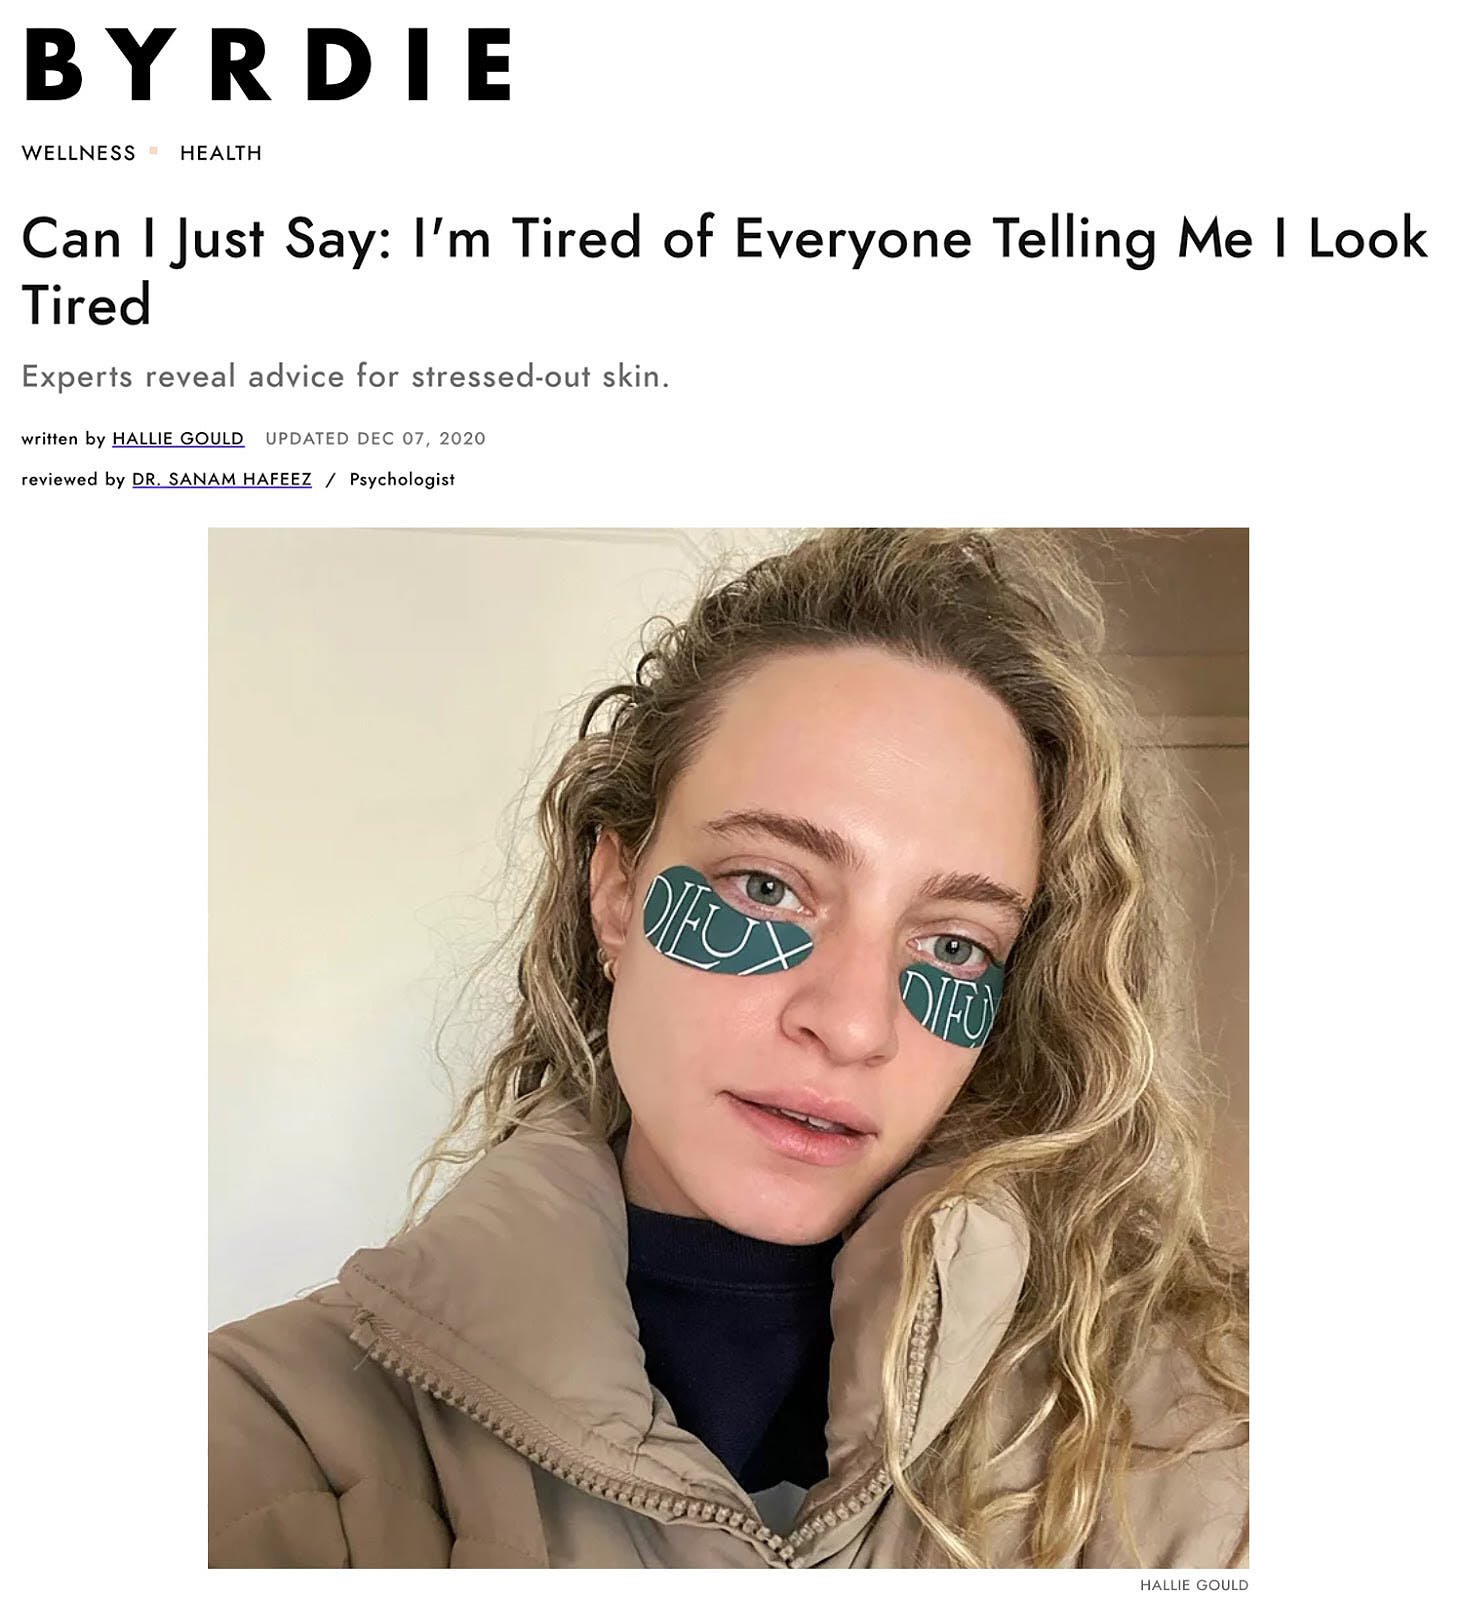 BYRDIE
WELLNESS HEALTH
Can I Just Say: I'm Tired of Everyone Telling Me I Look
Tired
Experts reveal advice for stressed-out skin.
written by HALLIE GOULD UPDATED DEC 07, 2020
reviewed by DR. SANAM HAFEEZ / Psychologist
DIEUX
DIEUX
HALLIE GOULD